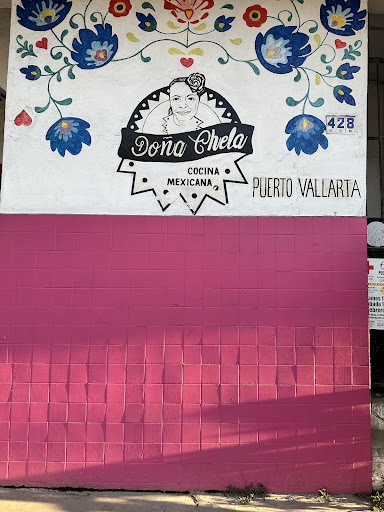 428
Doña Chela
COCINA
MEXICANA
PUERTO VALLARTA